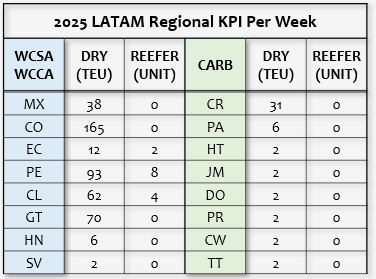 2025 LATAM Regional KPI Per Week
WCSA WCCA DRY (TEU) REEFER (UNIT) CARB DRY (TEU) REEFER (UNIT)
MX 38 0 CR 31 0
CO 165 0 PA 6 0
EC 12 2 HT 2 0
PE 93 8 JM 2 0
CL 62 4 DO 2 0
GT 70 0 PR 2 0
HN 6 0 CW 2 0
SV 2 0 TT 2 0